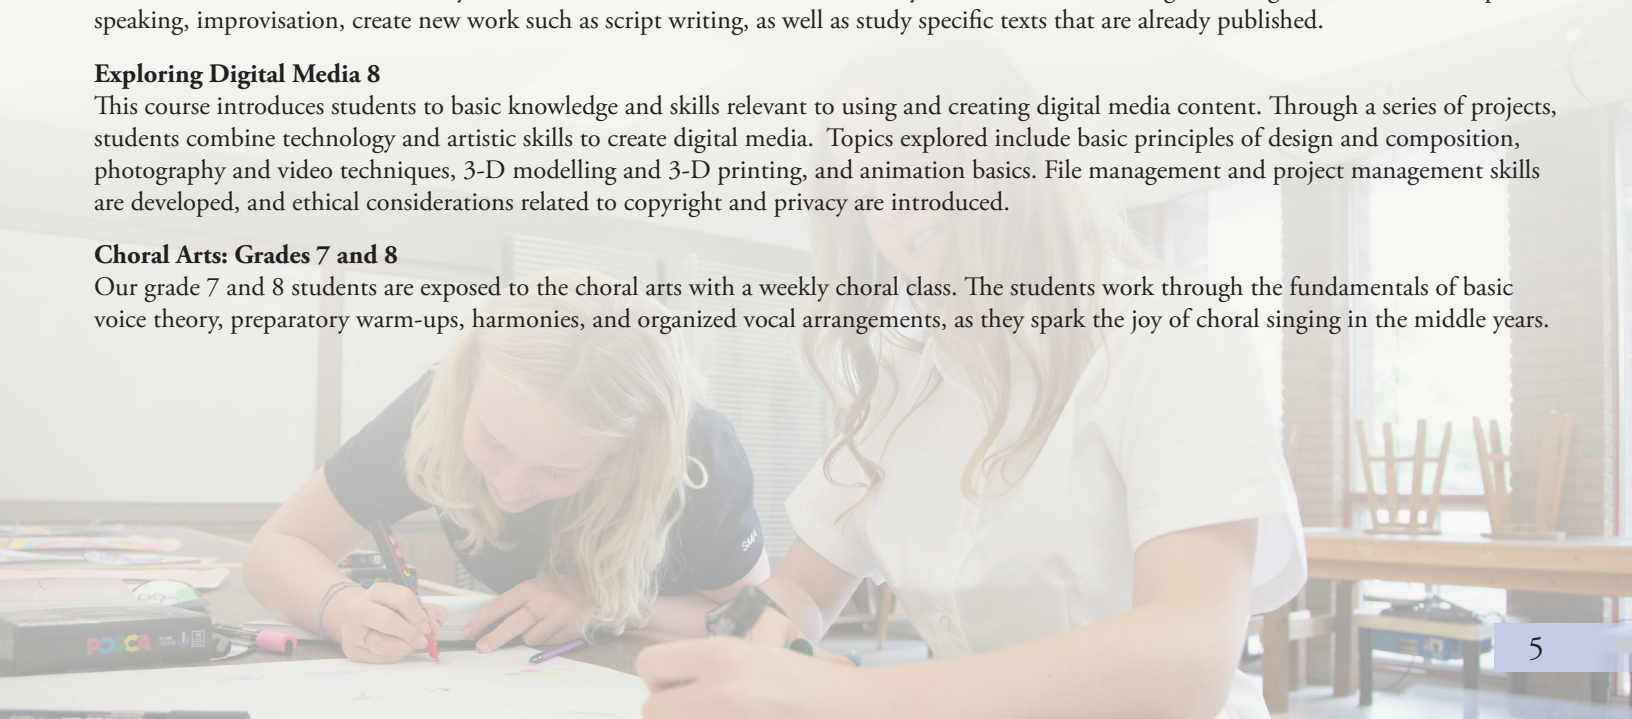 speaking, improvisation, create new work such as script writing, as well as study specific texts that are already published.
Exploring Digital Media 8
This course introduces students to basic knowledge and skills relevant to using and creating digital media content. Through a series of projects,
students combine technology and artistic skills to create digital media.  Topics explored include basic principles of design and composition,
photography and video techniques, 3-D modelling and 3-D printing, and animation basics. File management and project management skills
are developed, and ethical considerations related to copyright and privacy are introduced.
Choral Arts: Grades 7 and 8
Our grade 7 and 8 students are exposed to the choral arts with a weekly choral class. The students work through the fundamentals of basic
voice theory, preparatory warm-ups, harmonies, and organized vocal arrangements, as they spark the joy of choral singing in the middle years.
SMA
POSCA
5